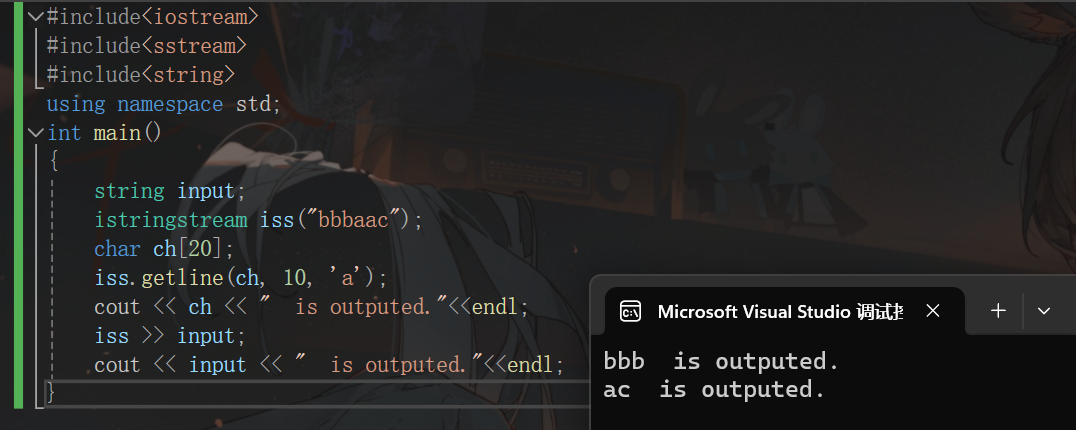 #include<iostream>
#include<sstream>
#include<string>
using namespace std;
int main()
{
    string input;
    istringstream iss("bbbaac");
    char ch[20];
    iss.getline(ch, 10, 'a');
    cout << ch << "  is outputed."<<endl;
    iss >> input;
    cout << input << "  is outputed."<<endl;
}
C:\
Microsoft Visual Studio 调试
bbb  is outputed.
ac  is outputed.